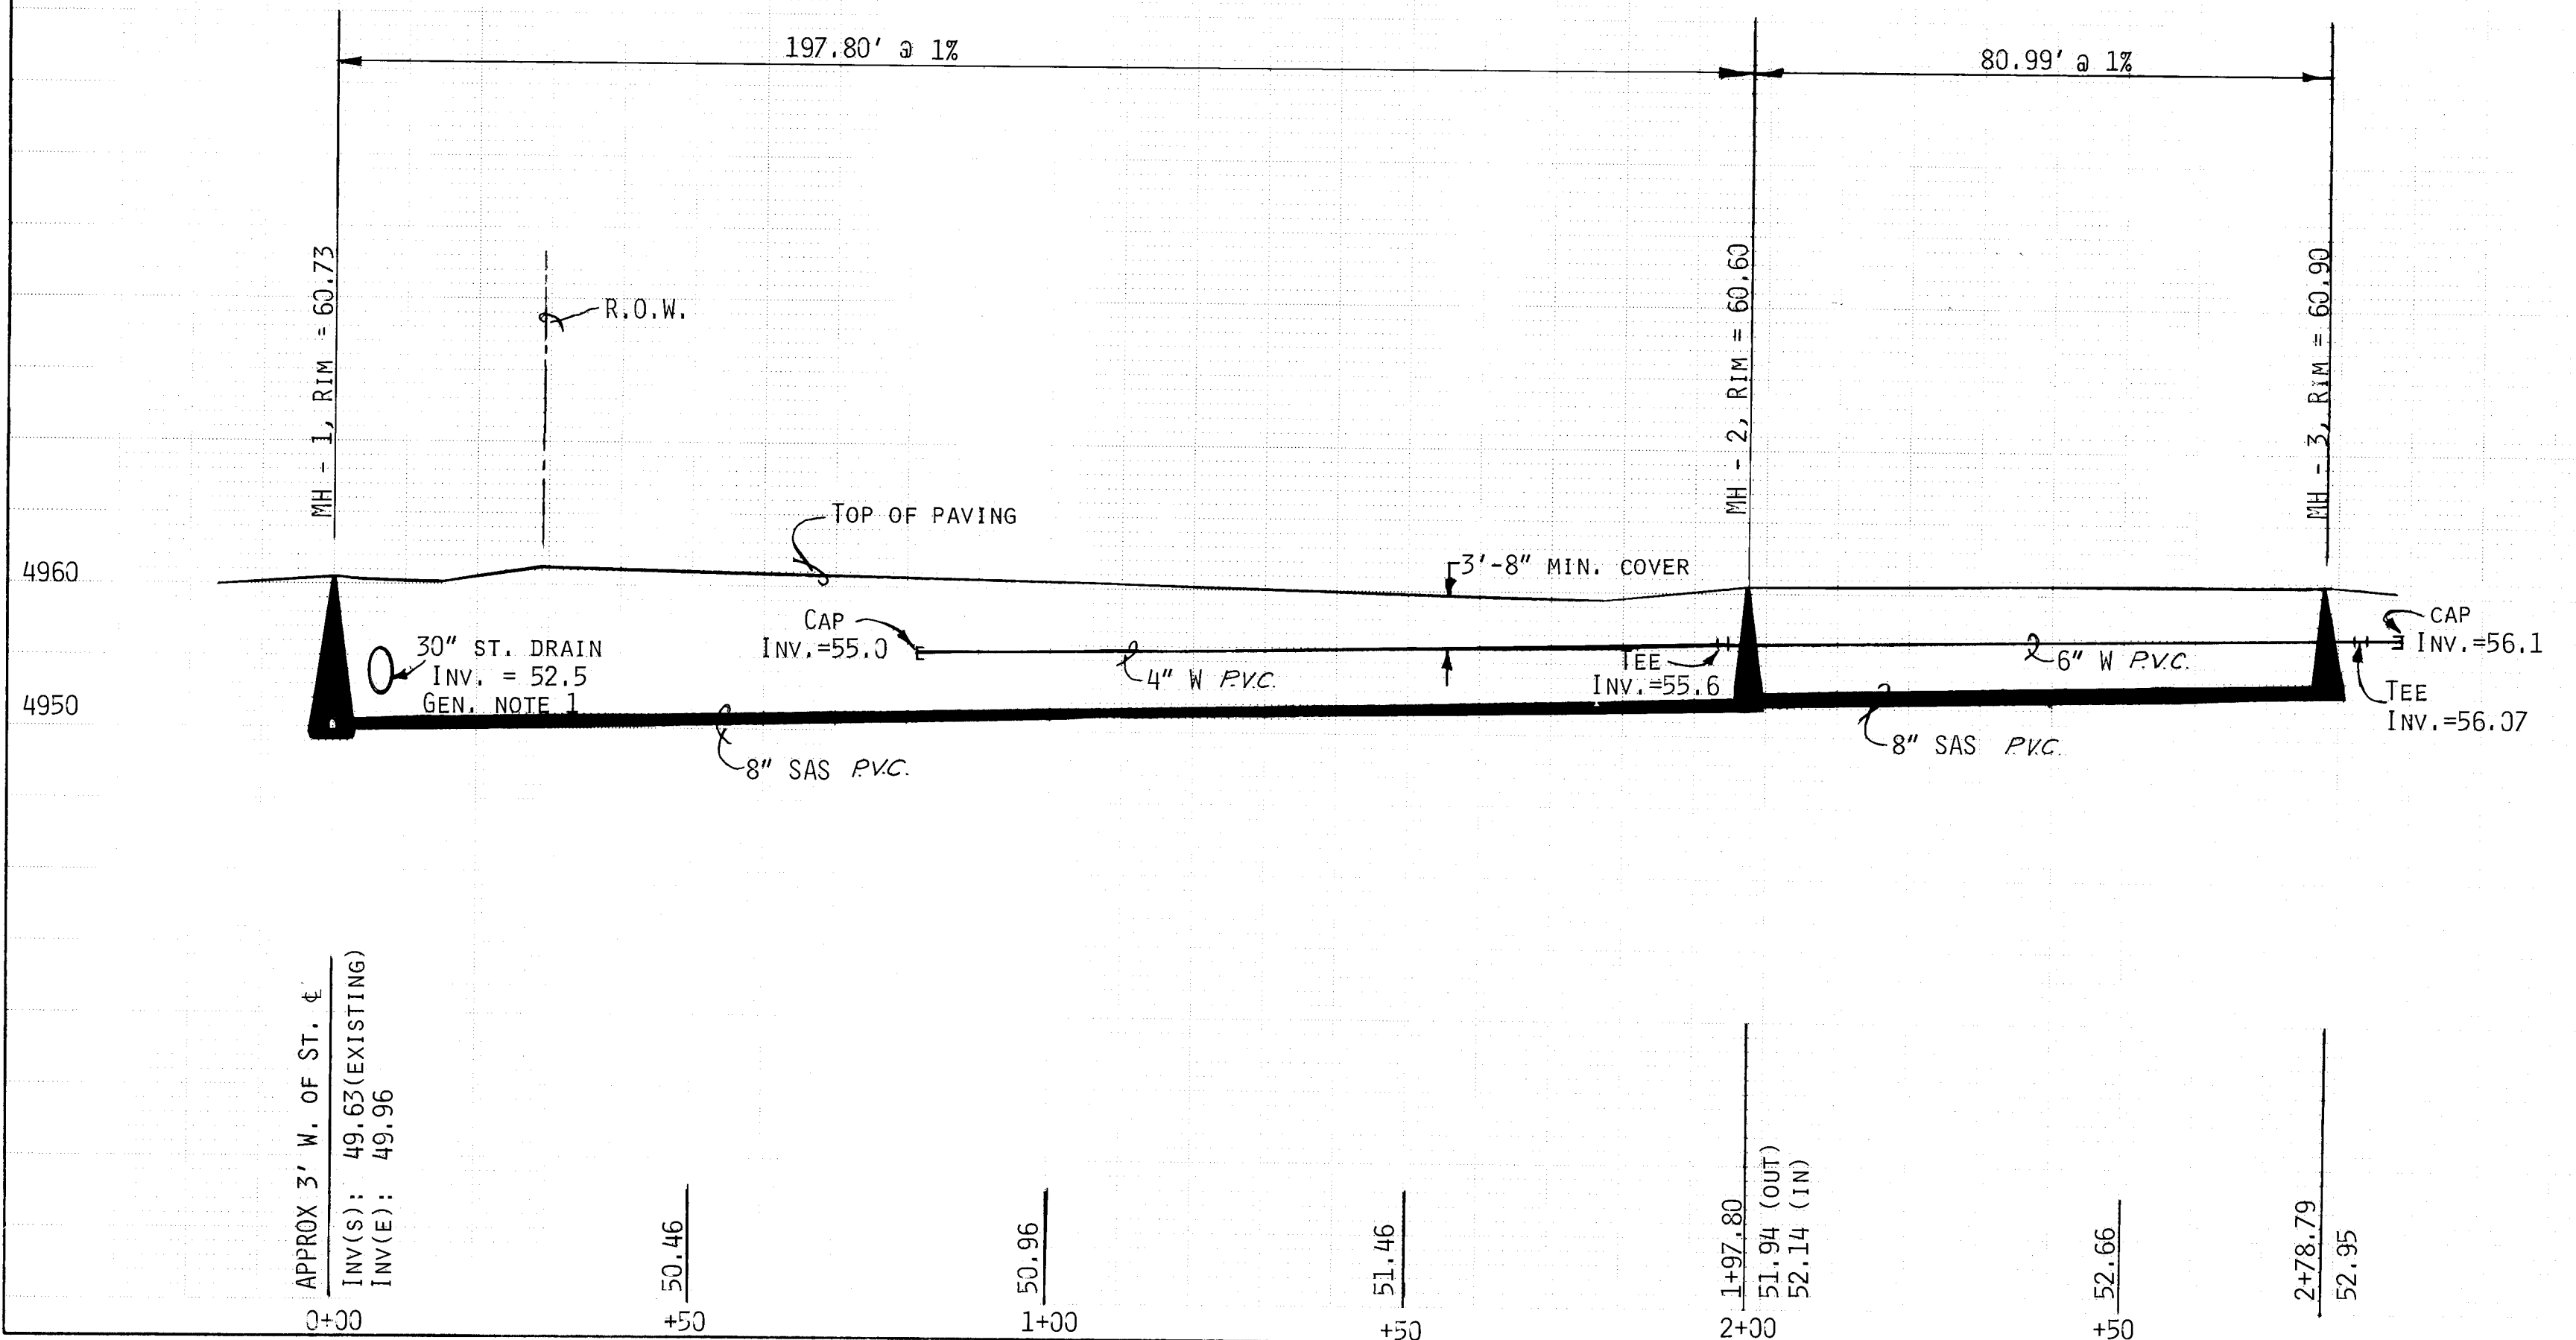 197.80' @ 1%
80.99' @ 1%
MH - 1, RIM = 60.73
R.O.W.
MH - 2, RIM = 60.60
MH - 3, RIM = 60.90
TOP OF PAVING
4960
3'-8" MIN. COVER
CAP
INV.=55.0
30" ST. DRAIN
INV. = 52.5
GEN. NOTE 1
4" W P.V.C.
TEE
INV.=55.6
6" W P.V.C.
CAP
INV.=56.1
TEE
INV.=56.07
4950
8" SAS P.V.C.
8" SAS P.V.C.
APPROX 3' W. OF ST. ℄
INV(S): 49.63(EXISTING)
INV(E): 49.96
50.46
50.96
51.46
1+97.80
51.94 (OUT)
52.14 (IN)
52.66
2+78.79
52.95
0+00
+50
1+00
+50
2+00
+50